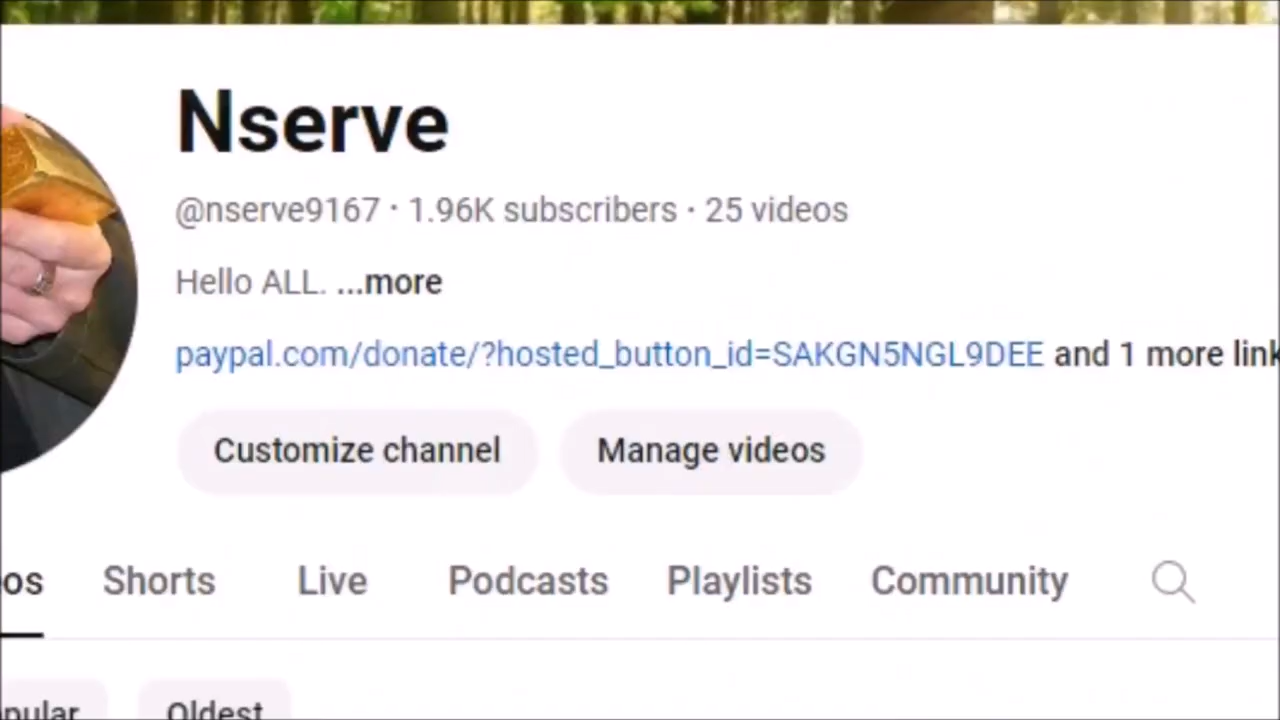 Nserve
@nserve9167 · 1.96K subscribers · 25 videos
Hello ALL. ...more
paypal.com/donate/?hosted_button_id=SAKGN5NGL9DEE and 1 more link
Customize channel Manage videos
os Shorts Live Podcasts Playlists Community
pular Oldest